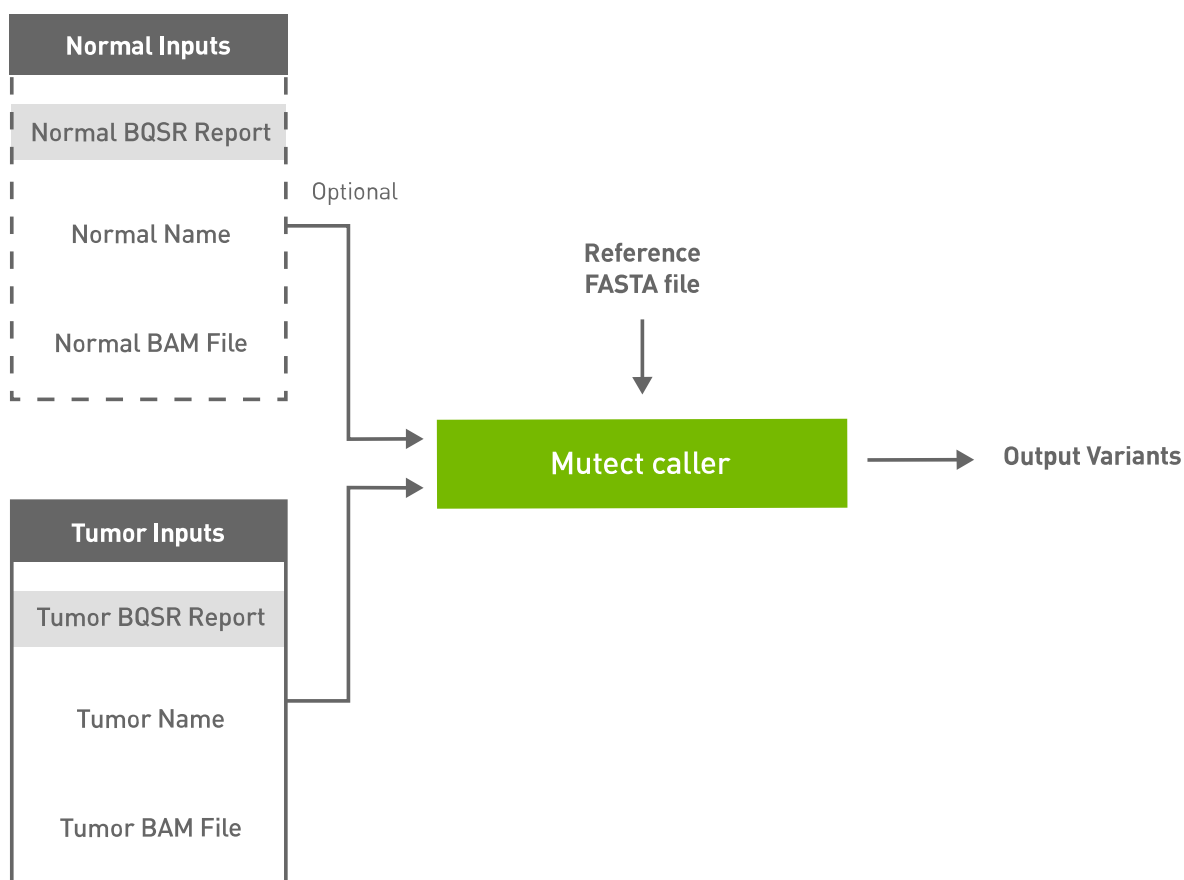 Normal Inputs
Normal BQSR Report
Normal Name
Normal BAM File
Optional
Reference
FASTA file
Mutect caller
Output Variants
Tumor Inputs
Tumor BQSR Report
Tumor Name
Tumor BAM File